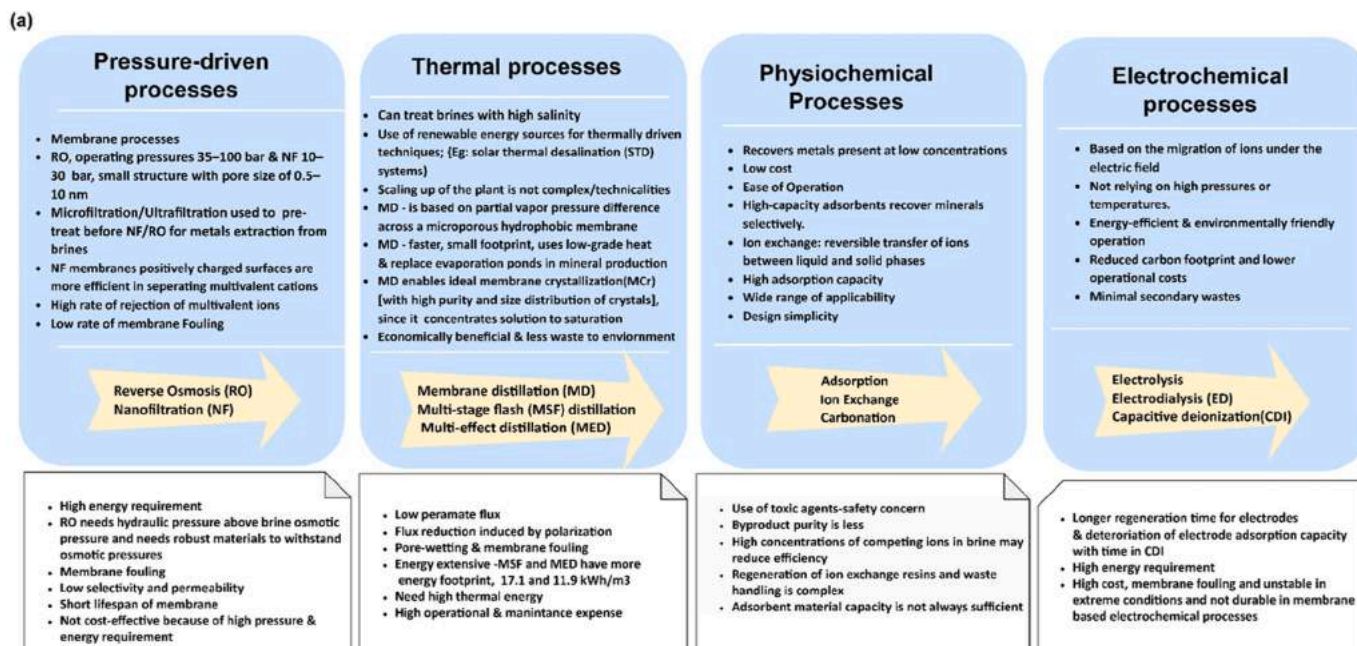 (a)
Pressure-driven
processes
• Membrane processes
• RO, operating pressures 35–100 bar & NF 10–
30 bar, small structure with pore size of 0.5–
10 nm
• Microfiltration/Ultrafiltration used to pre-
treat before NF/RO for metals extraction from
brines
• NF membranes positively charged surfaces are
more efficient in seperating multivalent cations
• High rate of rejection of multivalent ions
• Low rate of membrane Fouling
Reverse Osmosis (RO)
Nanofiltration (NF)
• High energy requirement
• RO needs hydraulic pressure above brine osmotic
pressure and needs robust materials to withstand
osmotic pressures
• Membrane fouling
• Low selectivity and permeability
• Short lifespan of membrane
• Not cost-effective because of high pressure &
energy requirement
Thermal processes
• Can treat brines with high salinity
• Use of renewable energy sources for thermally driven
techniques; {Eg: solar thermal desalination (STD)
systems)
• Scaling up of the plant is not complex/technicalities
• MD - is based on partial vapor pressure difference
across a microporous hydrophobic membrane
• MD - faster, small footprint, uses low-grade heat
& replace evaporation ponds in mineral production
• MD enables ideal membrane crystallization(MCr)
[with high purity and size distribution of crystals],
since it concentrates solution to saturation
• Economically beneficial & less waste to enviornment
Membrane distillation (MD)
Multi-stage flash (MSF) distillation
Multi-effect distillation (MED)
• Low peramate flux
• Flux reduction induced by polarization
• Pore-wetting & membrane fouling
• Energy extensive -MSF and MED have more
energy footprint, 17.1 and 11.9 kWh/m3
• Need high thermal energy
• High operational & manintance expense
Physiochemical
Processes
• Recovers metals present at low concentrations
• Low cost
• Ease of Operation
• High-capacity adsorbents recover minerals
selectively.
• Ion exchange: reversible transfer of ions
between liquid and solid phases
• High adsorption capacity
• Wide range of applicability
• Design simplicity
Adsorption
Ion Exchange
Carbonation
• Use of toxic agents-safety concern
• Byproduct purity is less
• High concentrations of competing ions in brine may
reduce efficiency
• Regeneration of ion exchange resins and waste
handling is complex
• Adsorbent material capacity is not always sufficient
Electrochemical
processes
• Based on the migration of ions under the
electric field
• Not relying on high pressures or
temperatures.
• Energy-efficient & environmentally friendly
operation
• Reduced carbon footprint and lower
operational costs
• Minimal secondary wastes
Electrolysis
Electrodialysis (ED)
Capacitive deionization(CDI)
• Longer regeneration time for electrodes
& deteroriation of electrode adsorption capacity
with time in CDI
• High energy requirement
• High cost, membrane fouling and unstable in
extreme conditions and not durable in membrane
based electrochemical processes